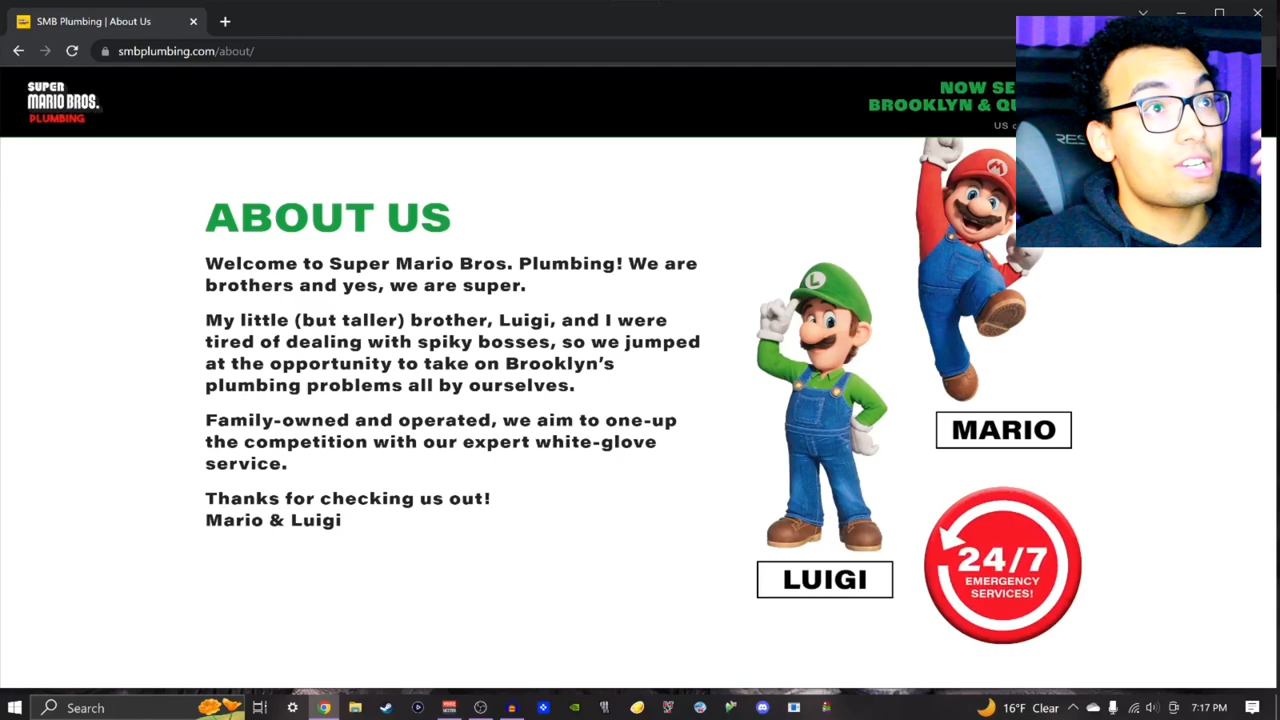 SMB Plumbing | About Us
smbplumbing.com/about/
SUPER
MARIO BROS.
PLUMBING
NOW SE
BROOKLYN & QU
US
ABOUT US
Welcome to Super Mario Bros. Plumbing! We are
brothers and yes, we are super.
My little (but taller) brother, Luigi, and I were
tired of dealing with spiky bosses, so we jumped
at the opportunity to take on Brooklyn's
plumbing problems all by ourselves.
Family-owned and operated, we aim to one-up
the competition with our expert white-glove
service.
Thanks for checking us out!
Mario & Luigi
L
M
MARIO
LUIGI
24/7
EMERGENCY
SERVICES!
RES
Search
16°F Clear
7:17 PM